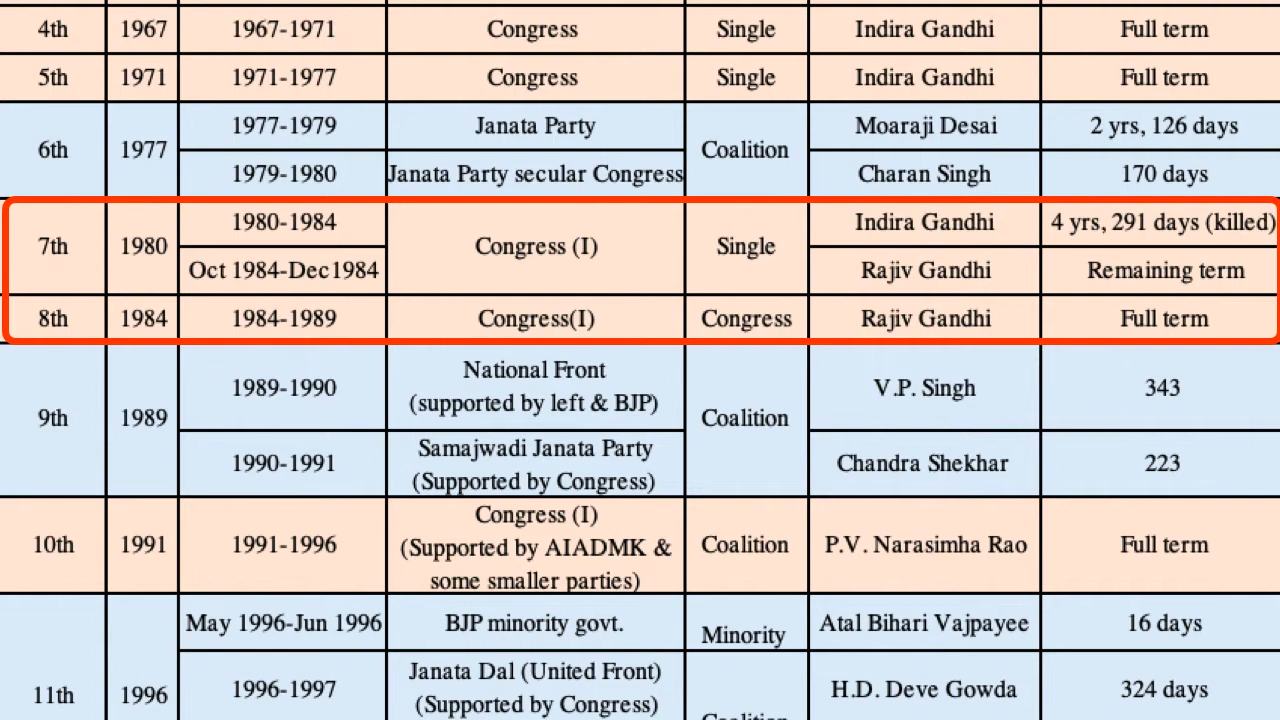 4th 1967 1967-1971 Congress Single Indira Gandhi Full term
5th 1971 1971-1977 Congress Single Indira Gandhi Full term
6th 1977 1977-1979 Janata Party Coalition Moaraji Desai 2 yrs, 126 days
1979-1980 Janata Party secular Congress Charan Singh 170 days
7th 1980 1980-1984 Congress (I) Single Indira Gandhi 4 yrs, 291 days (killed)
Oct 1984-Dec1984 Rajiv Gandhi Remaining term
8th 1984 1984-1989 Congress(I) Congress Rajiv Gandhi Full term
9th 1989 1989-1990 National Front Coalition V.P. Singh 343
(supported by left & BJP)
1990-1991 Samajwadi Janata Party Chandra Shekhar 223
(Supported by Congress)
10th 1991 1991-1996 Congress (I) Coalition P.V. Narasimha Rao Full term
(Supported by AIADMK &
some smaller parties)
11th 1996 May 1996-Jun 1996 BJP minority govt. Minority Atal Bihari Vajpayee 16 days
1996-1997 Janata Dal (United Front) Coalition H.D. Deve Gowda 324 days
(Supported by Congress)